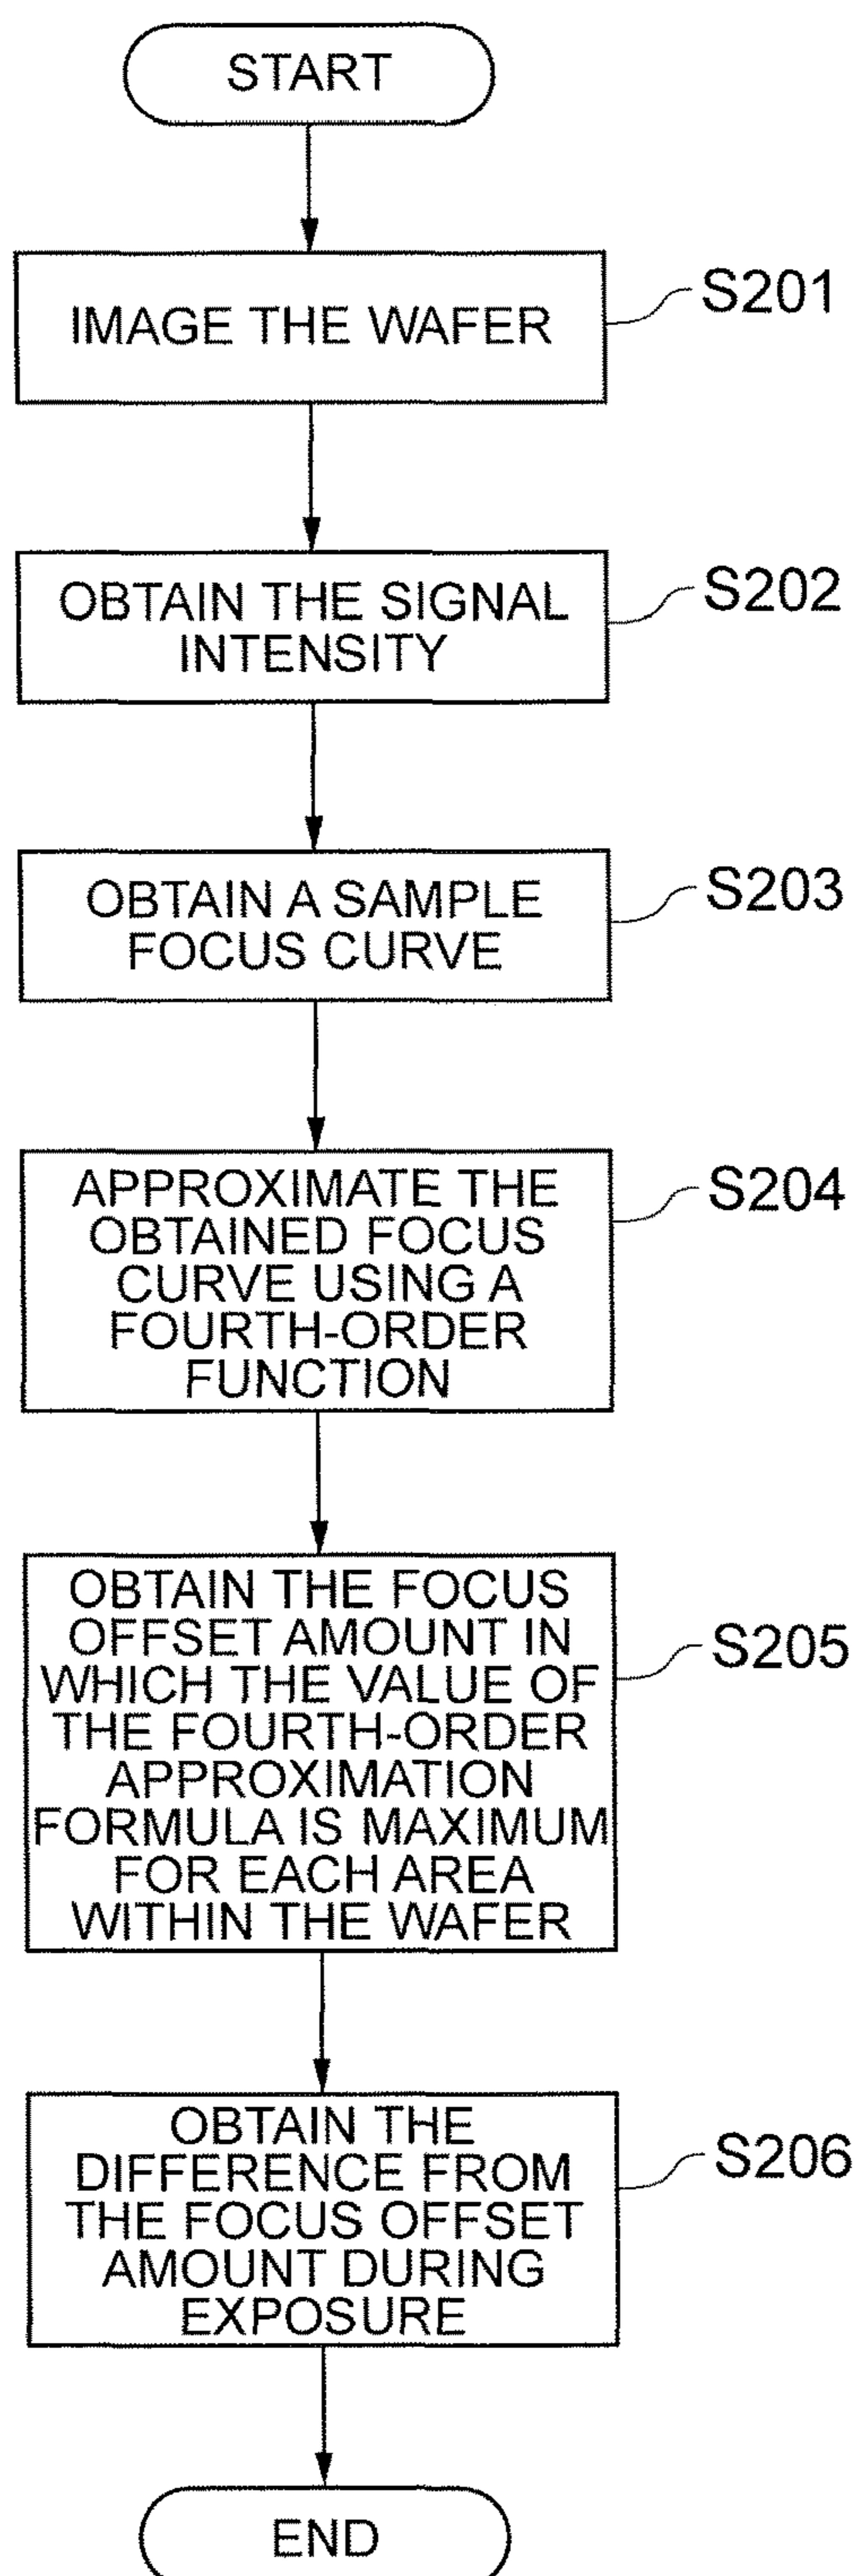 START
IMAGE THE WAFER
S201
OBTAIN THE SIGNAL
INTENSITY
S202
OBTAIN A SAMPLE
FOCUS CURVE
S203
APPROXIMATE THE
OBTAINED FOCUS
CURVE USING A
FOURTH-ORDER
FUNCTION
S204
OBTAIN THE FOCUS
OFFSET AMOUNT IN
WHICH THE VALUE OF
THE FOURTH-ORDER
APPROXIMATION
FORMULA IS MAXIMUM
FOR EACH AREA
WITHIN THE WAFER
S205
OBTAIN THE
DIFFERENCE FROM
THE FOCUS OFFSET
AMOUNT DURING
EXPOSURE
S206
END